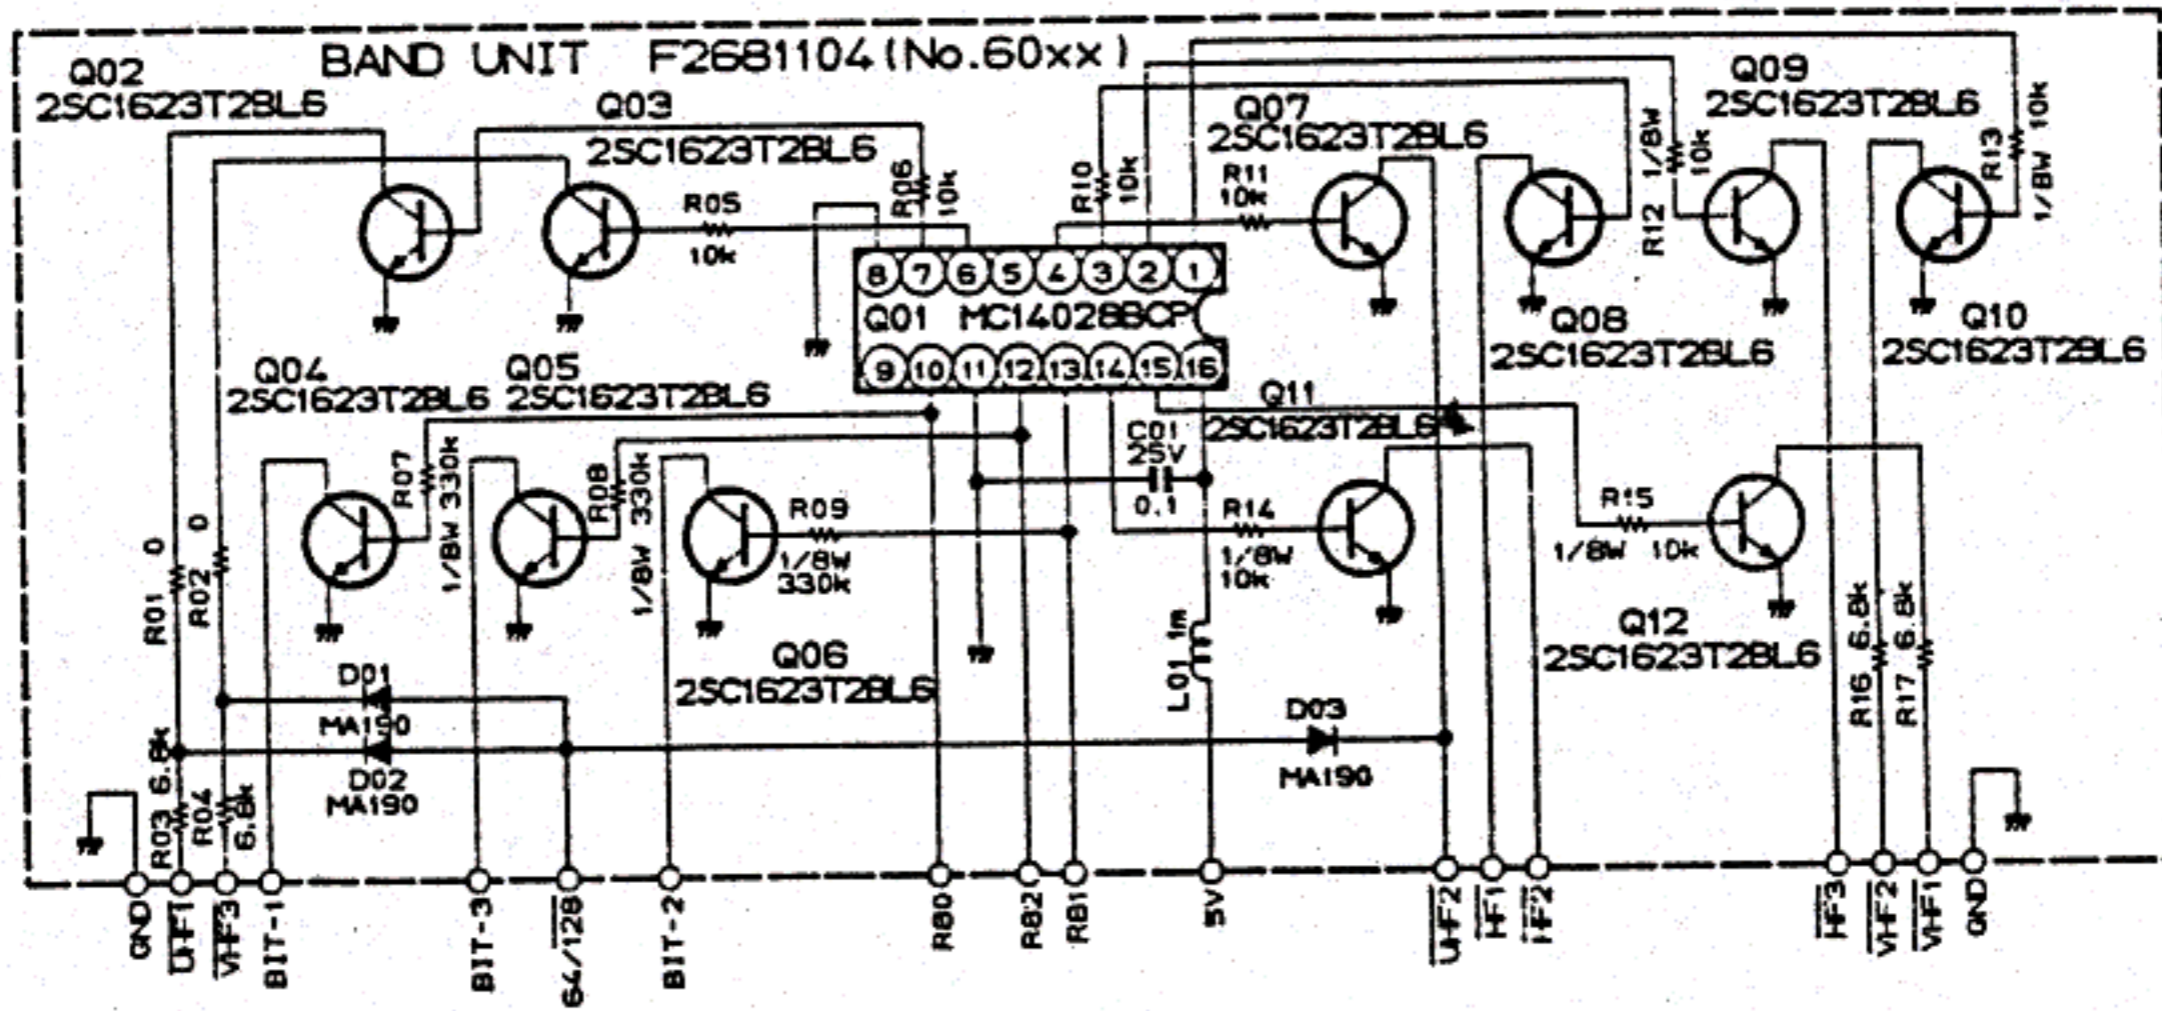 BAND UNIT F2681104(No.60xx)
Q02
2SC1623T2BL6
Q03
2SC1623T2BL6
R06
10k
R05
10k
R10
10k
Q07
2SC1623T2BL6
R11
10k
R12 1/8W
10k
Q09
2SC1623T2BL6
R13
1/8W 10k
8 7 6 5 4 3 2 1
Q01 MC14028BCP
9 10 11 12 13 14 15 16
Q08
2SC1623T2BL6
Q10
2SC1623T2BL6
Q04
2SC1623T2BL6
Q05
2SC1623T2BL6
Q11
2SC1623T2BL6
C01
25V
0.1
R07
1/8W 330k
R08
1/8W 330k
R09
1/8W
330k
R14
1/8W
10k
R15
1/8W 10k
R01 0
R02 0
Q06
2SC1623T2BL6
L01 1m
Q12
2SC1623T2BL6
R16 6.8k
R17 6.8k
D01
MA190
D02
MA190
D03
MA190
R03 6.8k
R04
6.8k
GND
UHF1
VHF3
BIT-1
BIT-3
64/128
BIT-2
RB0
RB2
RB1
5V
UHF2
HF1
HF2
HF3
VHF2
VHF1
GND